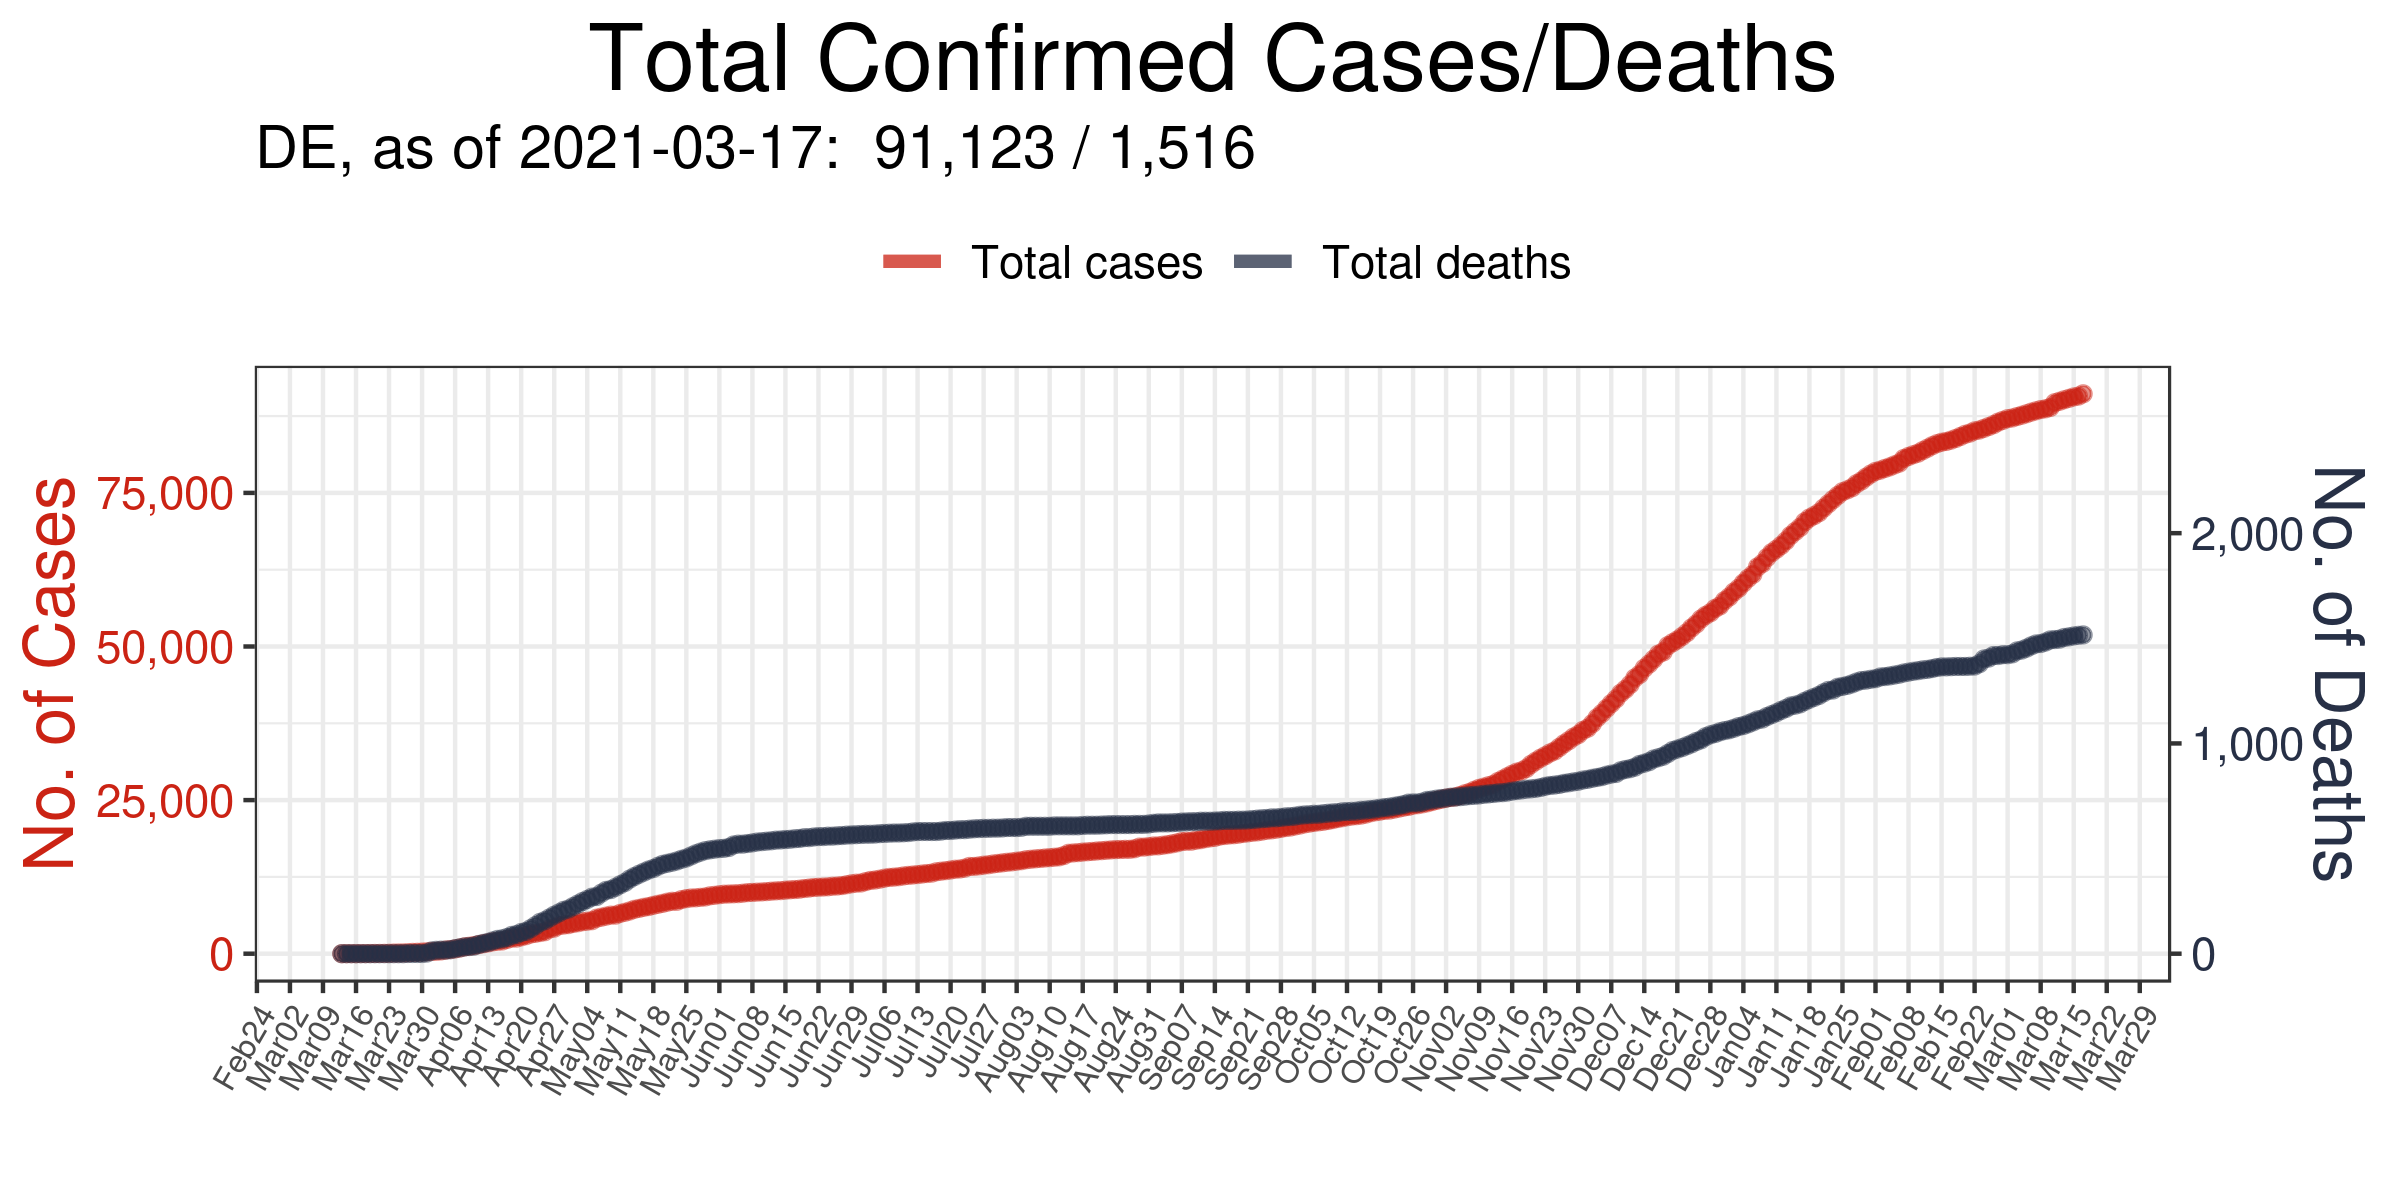 Total Confirmed Cases/Deaths
DE, as of 2021-03-17:  91,123 / 1,516
Total cases
Total deaths
No. of Cases
75,000
50,000
25,000
0
2,000
1,000
0
No. of Deaths
Feb24
Mar02
Mar09
Mar16
Mar23
Mar30
Apr06
Apr13
Apr20
Apr27
May04
May11
May18
May25
Jun01
Jun08
Jun15
Jun22
Jun29
Jul06
Jul13
Jul20
Jul27
Aug03
Aug10
Aug17
Aug24
Aug31
Sep07
Sep14
Sep21
Sep28
Oct05
Oct12
Oct19
Oct26
Nov02
Nov09
Nov16
Nov23
Nov30
Dec07
Dec14
Dec21
Dec28
Jan04
Jan11
Jan18
Jan25
Feb01
Feb08
Feb15
Feb22
Mar01
Mar08
Mar15
Mar22
Mar29